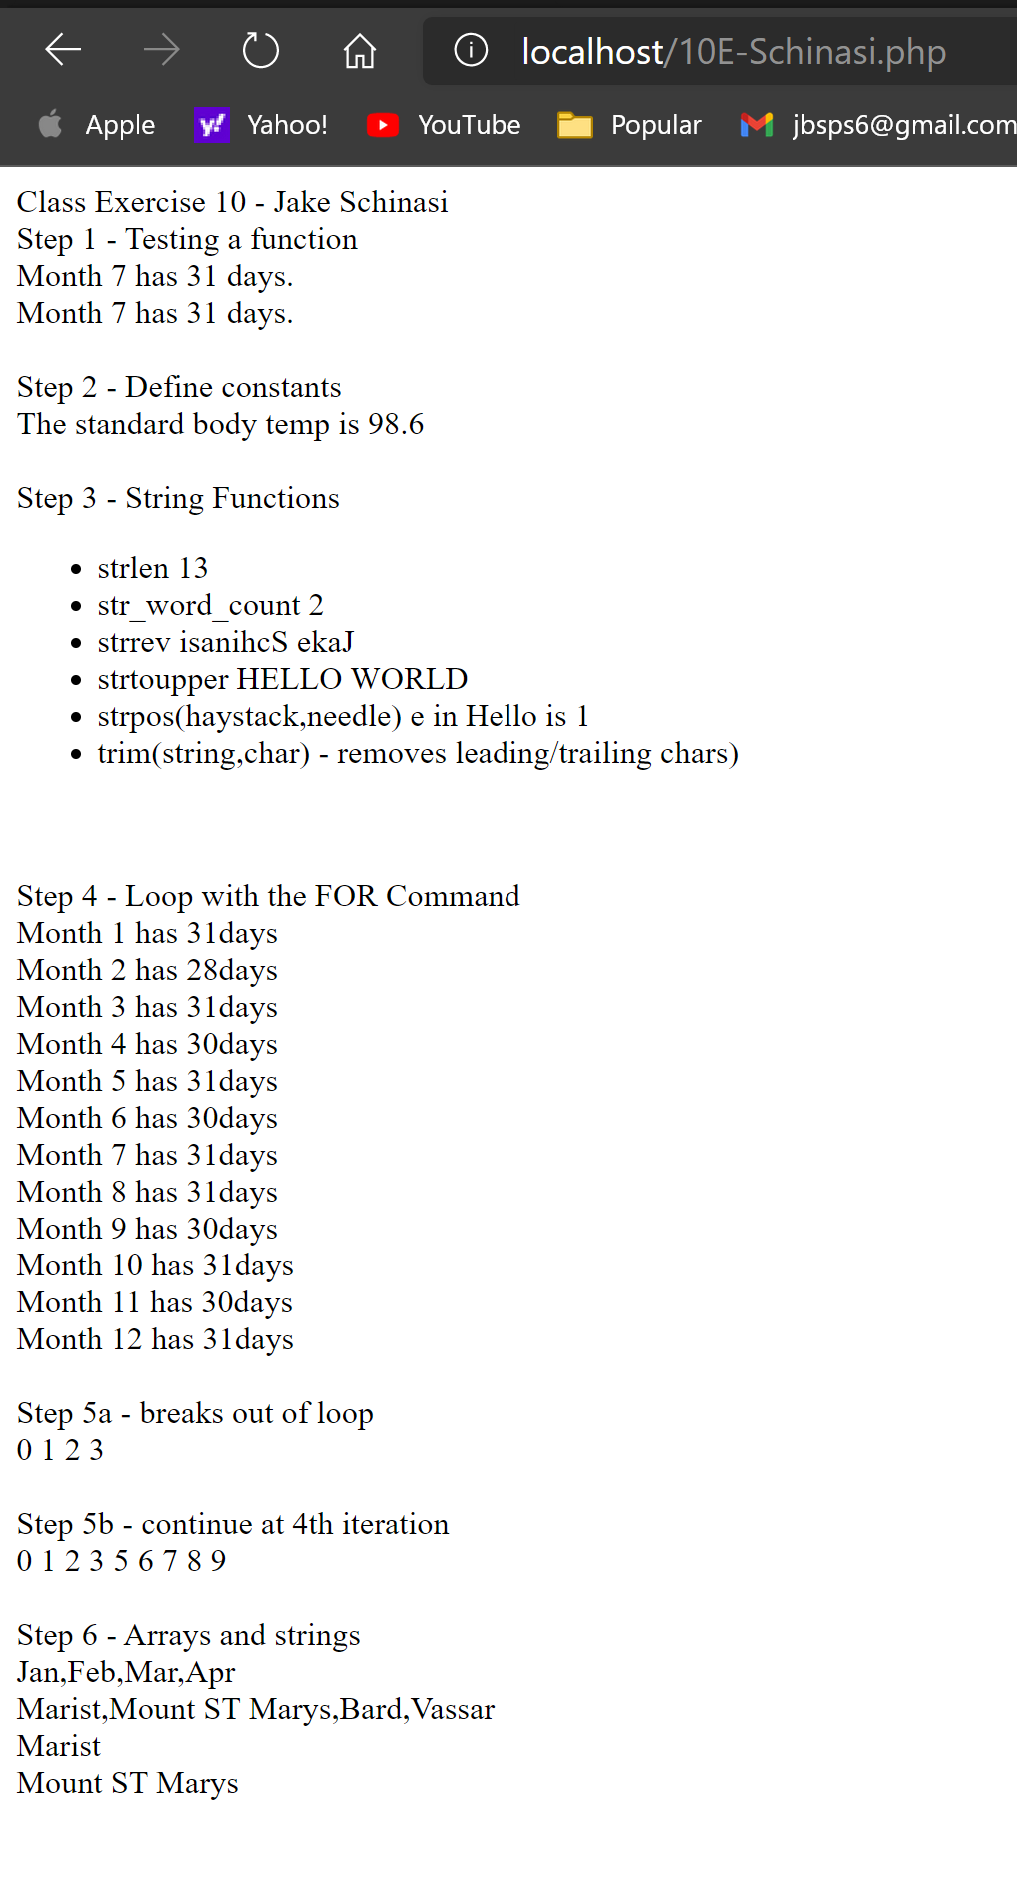 localhost/10E-Schinasi.php
Apple Yahoo! YouTube Popular jbsps6@gmail.com
Class Exercise 10 - Jake Schinasi
Step 1 - Testing a function
Month 7 has 31 days.
Month 7 has 31 days.
Step 2 - Define constants
The standard body temp is 98.6
Step 3 - String Functions
• strlen 13
• str_word_count 2
• strrev isanihcS ekaJ
• strtoupper HELLO WORLD
• strpos(haystack,needle) e in Hello is 1
• trim(string,char) - removes leading/trailing chars)
Step 4 - Loop with the FOR Command
Month 1 has 31days
Month 2 has 28days
Month 3 has 31days
Month 4 has 30days
Month 5 has 31days
Month 6 has 30days
Month 7 has 31days
Month 8 has 31days
Month 9 has 30days
Month 10 has 31days
Month 11 has 30days
Month 12 has 31days
Step 5a - breaks out of loop
0 1 2 3
Step 5b - continue at 4th iteration
0 1 2 3 5 6 7 8 9
Step 6 - Arrays and strings
Jan,Feb,Mar,Apr
Marist,Mount ST Marys,Bard,Vassar
Marist
Mount ST Marys